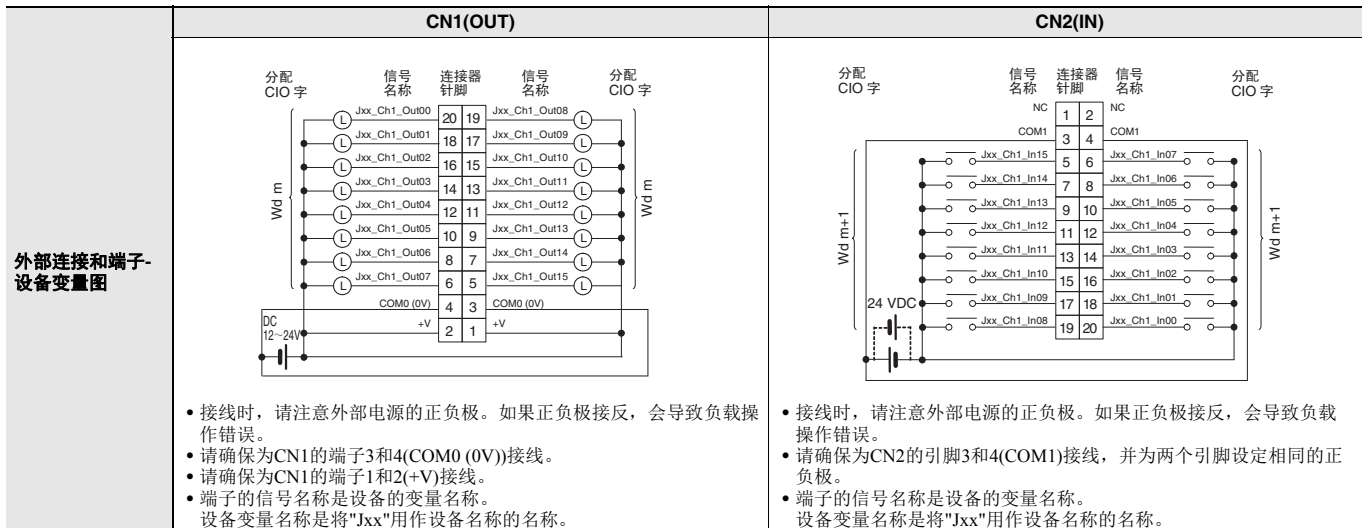 CN1(OUT)
CN2(IN)
外部连接和端子-
设备变量图
分配
CIO 字
信号
名称
连接器
针脚
信号
名称
分配
CIO 字
Jxx_Ch1_Out00 20 19 Jxx_Ch1_Out08
Jxx_Ch1_Out01 18 17 Jxx_Ch1_Out09
Jxx_Ch1_Out02 16 15 Jxx_Ch1_Out10
Jxx_Ch1_Out03 14 13 Jxx_Ch1_Out11
Jxx_Ch1_Out04 12 11 Jxx_Ch1_Out12
Jxx_Ch1_Out05 10 9 Jxx_Ch1_Out13
Jxx_Ch1_Out06 8 7 Jxx_Ch1_Out14
Jxx_Ch1_Out07 6 5 Jxx_Ch1_Out15
COM0 (0V) 4 3 COM0 (0V)
+V 2 1 +V
L L
L L
L L
L L
L L
L L
L L
L L
Wd m
Wd m
DC
12~24V
• 接线时，请注意外部电源的正负极。如果正负极接反，会导致负载操
作错误。
• 请确保为CN1的端子3和4(COM0 (0V))接线。
• 请确保为CN1的端子1和2(+V)接线。
• 端子的信号名称是设备的变量名称。
设备变量名称是将"Jxx"用作设备名称的名称。
分配
CIO 字
信号
名称
连接器
针脚
信号
名称
分配
CIO 字
NC 1 2 NC
COM1 3 4 COM1
Jxx_Ch1_In15 5 6 Jxx_Ch1_In07
Jxx_Ch1_In14 7 8 Jxx_Ch1_In06
Jxx_Ch1_In13 9 10 Jxx_Ch1_In05
Jxx_Ch1_In12 11 12 Jxx_Ch1_In04
Jxx_Ch1_In11 13 14 Jxx_Ch1_In03
Jxx_Ch1_In10 15 16 Jxx_Ch1_In02
Jxx_Ch1_In09 17 18 Jxx_Ch1_In01
Jxx_Ch1_In08 19 20 Jxx_Ch1_In00
Wd m+1
Wd m+1
24 VDC
• 接线时，请注意外部电源的正负极。如果正负极接反，会导致负载
操作错误。
• 请确保为CN2的引脚3和4(COM1)接线，并为两个引脚设定相同的正
负极。
• 端子的信号名称是设备的变量名称。
设备变量名称是将"Jxx"用作设备名称的名称。